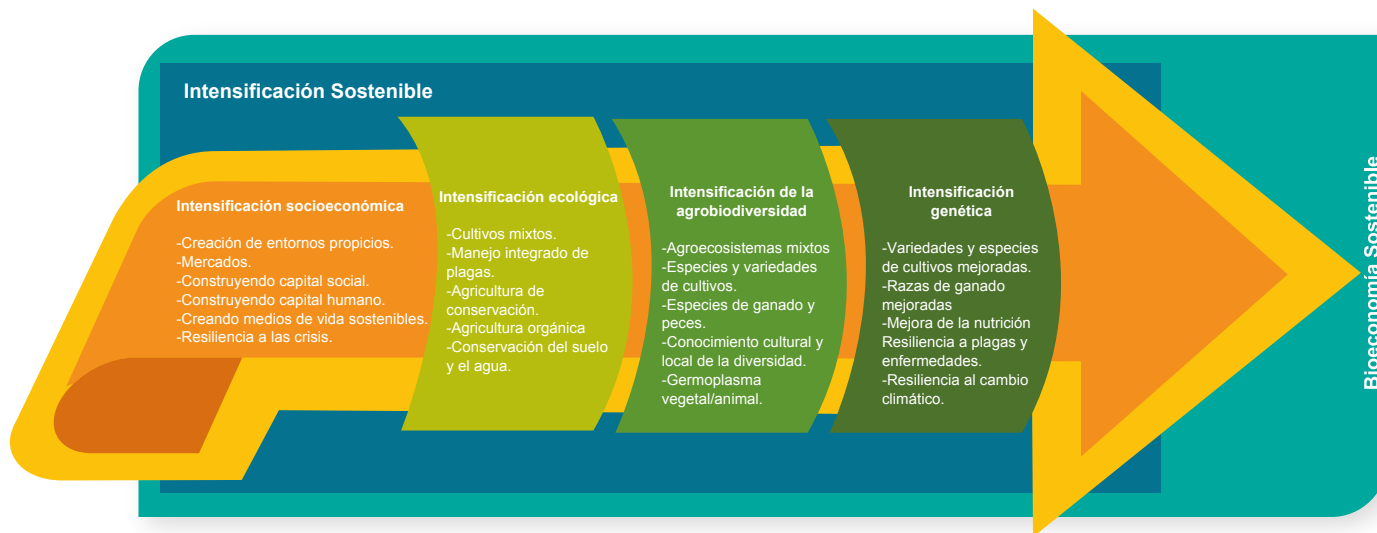 Intensificación Sostenible
Intensificación socioeconómica
-Creación de entornos propicios.
-Mercados.
-Construyendo capital social.
-Construyendo capital humano.
-Creando medios de vida sostenibles.
-Resiliencia a las crisis.
Intensificación ecológica
-Cultivos mixtos.
-Manejo integrado de
plagas.
-Agricultura de
conservación.
-Agricultura orgánica
-Conservación del suelo
y el agua.
Intensificación de la
agrobiodiversidad
-Agroecosistemas mixtos
-Especies y variedades
de cultivos.
-Especies de ganado y
peces.
-Conocimiento cultural y
local de la diversidad.
-Germoplasma
vegetal/animal.
Intensificación
genética
-Variedades y especies
de cultivos mejoradas.
-Razas de ganado
mejoradas
-Mejora de la nutrición
Resiliencia a plagas y
enfermedades.
-Resiliencia al cambio
climático.
Bioeconomía Sostenible